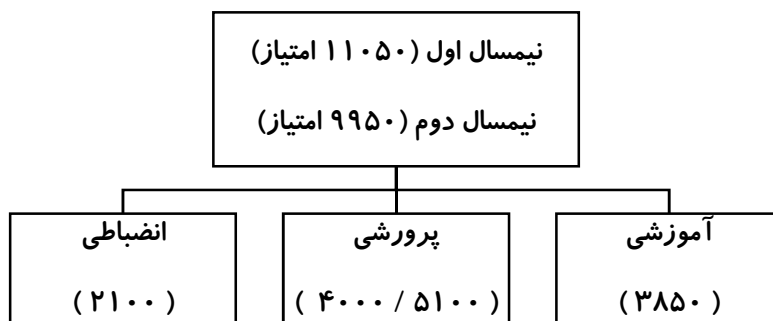 نیمسال اول (۱۱۰۵۰ امتیاز)
نیمسال دوم (۹۹۵۰ امتیاز)
آموزشی
(۳۸۵۰ )
پرورشی
( ۴۰۰۰ / ۵۱۰۰ )
انضباطی
(۲۱۰۰ )